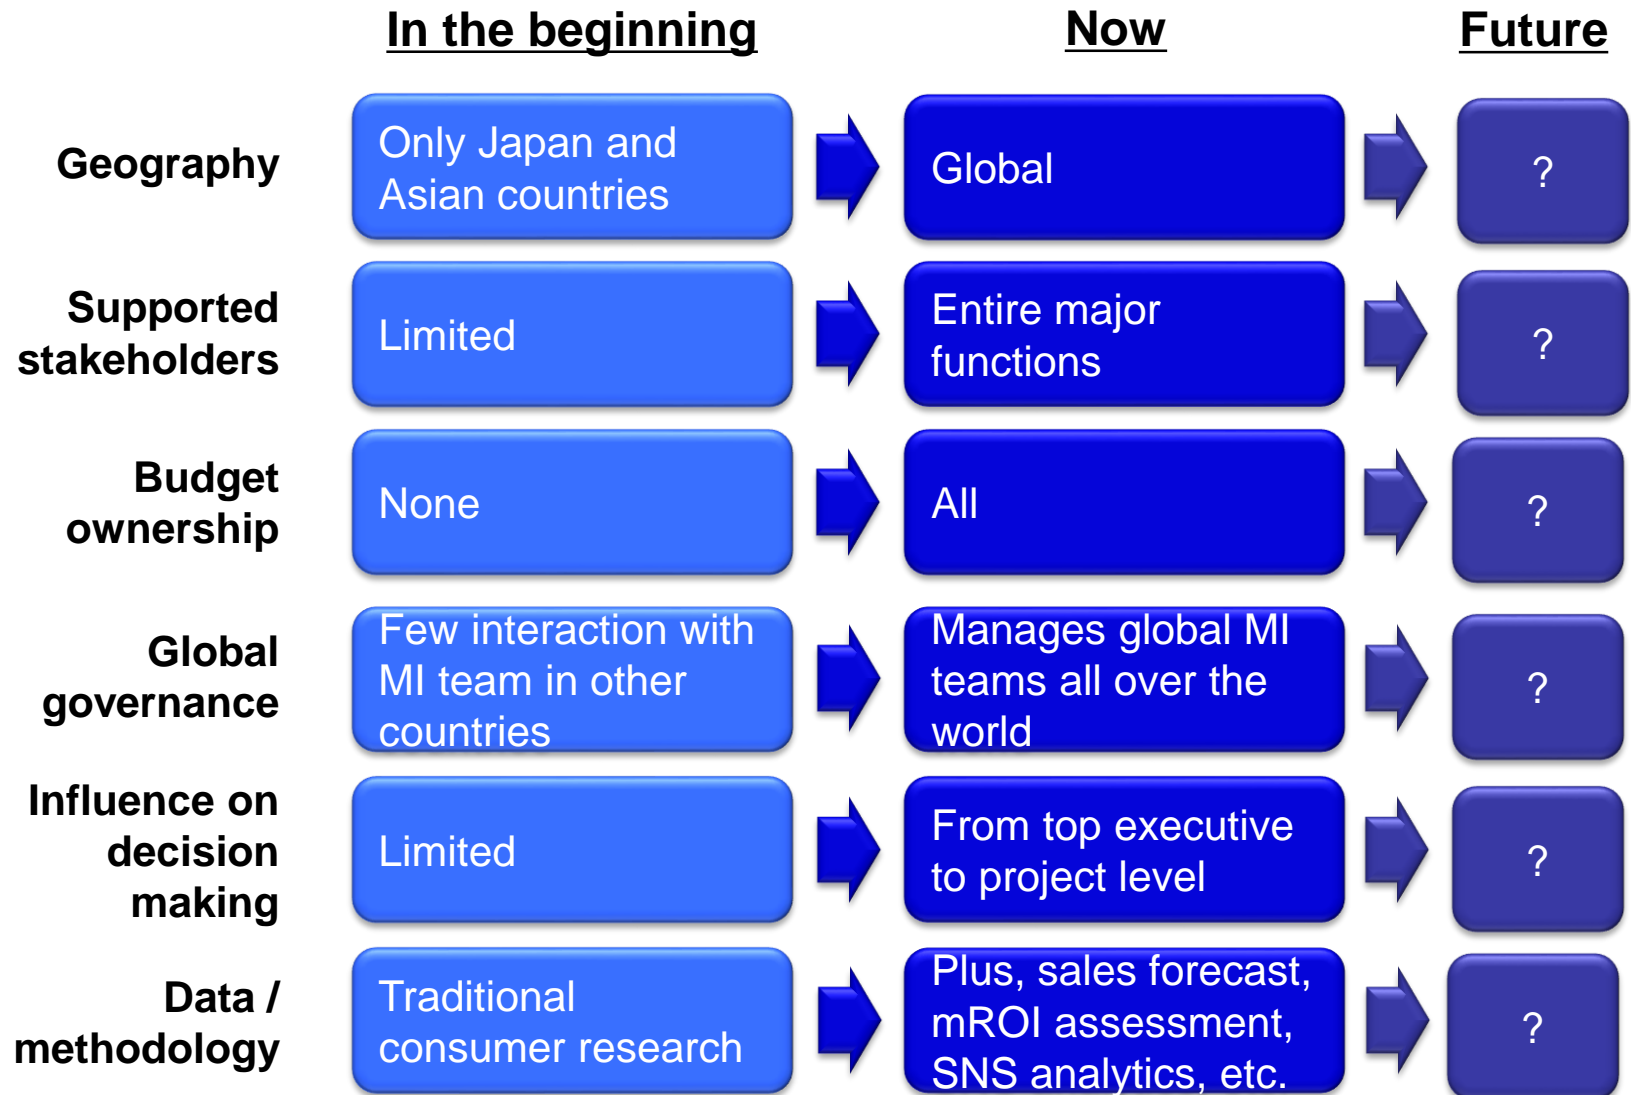 In the beginning
Now
Future
Geography
Only Japan and
Asian countries
Global
?
Supported
stakeholders
Limited
Entire major
functions
?
Budget
ownership
None
All
?
Global
governance
Few interaction with
MI team in other
countries
Manages global MI
teams all over the
world
?
Influence on
decision
making
Limited
From top executive
to project level
?
Data /
methodology
Traditional
consumer research
Plus, sales forecast,
mROI assessment,
SNS analytics, etc.
?